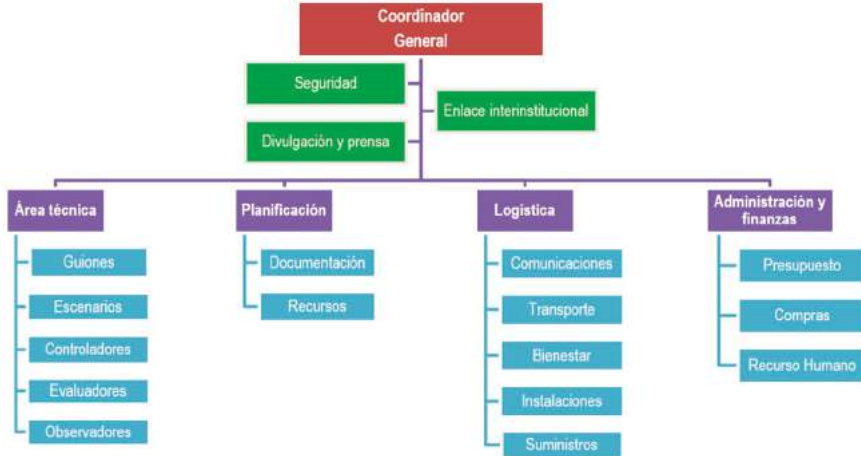 Coordinador
General
Seguridad
Enlace interinstitucional
Divulgación y prensa
Área técnica
Guiones
Escenarios
Controladores
Evaluadores
Observadores
Planificación
Documentación
Recursos
Logística
Comunicaciones
Transporte
Bienestar
Instalaciones
Suministros
Administración y
finanzas
Presupuesto
Compras
Recurso Humano